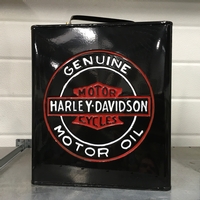 GENUINE
MOTOR
HARLEY-DAVIDSON
CYCLES
MOTOR OIL